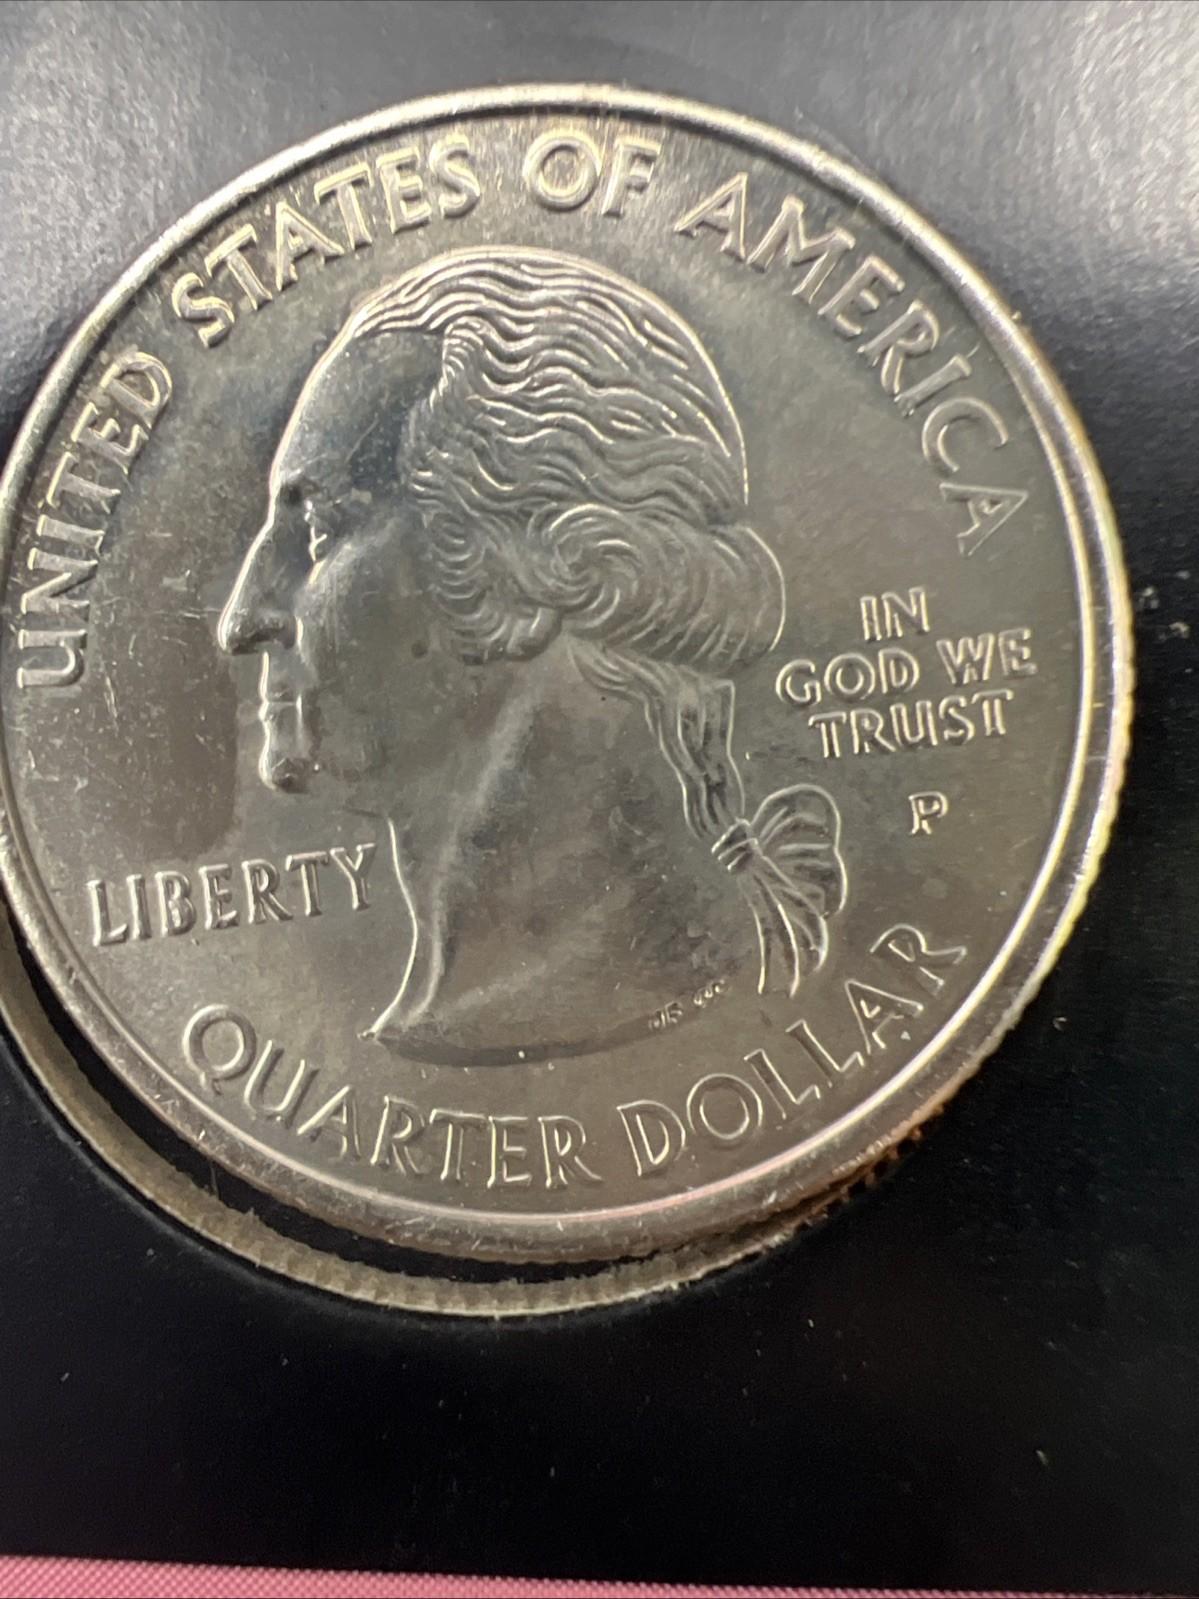 UNITED STATES OF AMERICA
IN
GOD WE
TRUST
P
LIBERTY
QUARTER DOLLAR